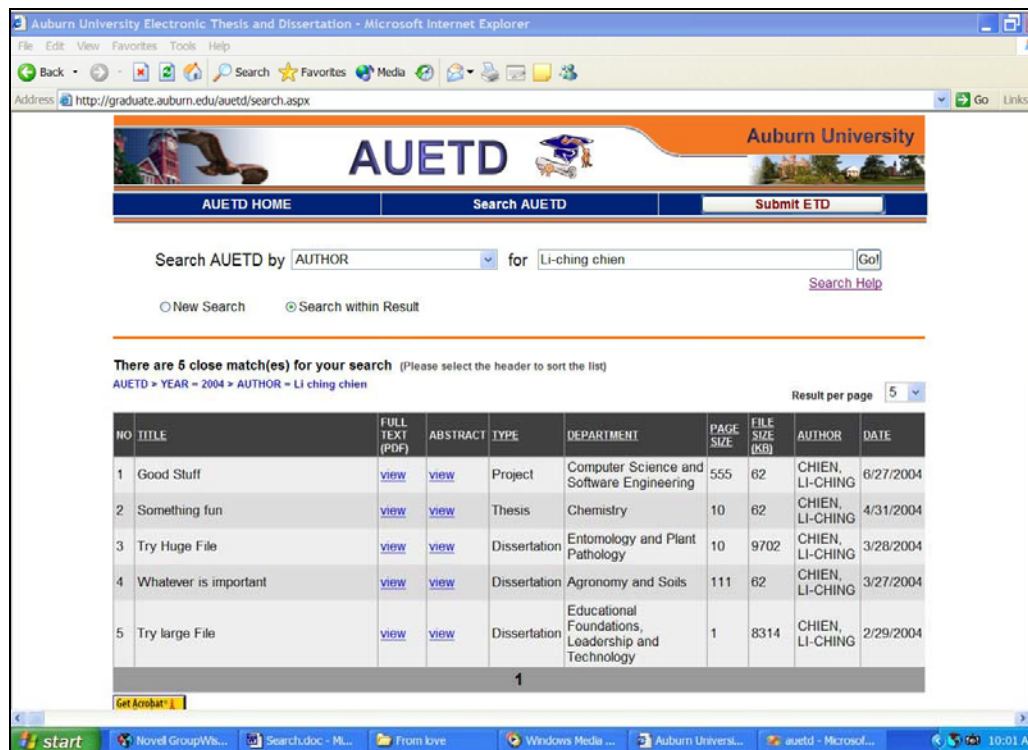 Auburn University Electronic Thesis and Dissertation - Microsoft Internet Explorer
File Edit View Favorites Tools Help
Back Search Favorites Media
Address http://graduate.auburn.edu/auetd/search.aspx Go Links
AUETD Auburn University
AUETD HOME Search AUETD Submit ETD
Search AUETD by AUTHOR for Li-ching chien Go!
Search Help
New Search Search within Result
There are 5 close match(es) for your search (Please select the header to sort the list)
AUETD > YEAR = 2004 > AUTHOR = Li ching chien
Result per page 5
NO TITLE FULL TEXT (PDF) ABSTRACT TYPE DEPARTMENT PAGE SIZE FILE SIZE (KB) AUTHOR DATE
1 Good Stuff view view Project Computer Science and Software Engineering 555 62 CHIEN, LI-CHING 6/27/2004
2 Something fun view view Thesis Chemistry 10 62 CHIEN, LI-CHING 4/31/2004
3 Try Huge File view view Dissertation Entomology and Plant Pathology 10 9702 CHIEN, LI-CHING 3/28/2004
4 Whatever is important view view Dissertation Agronomy and Soils 111 62 CHIEN, LI-CHING 3/27/2004
5 Try large File view view Dissertation Educational Foundations, Leadership and Technology 1 8314 CHIEN, LI-CHING 2/29/2004
1
Get Acrobat
start Novell GroupWis... Search.doc - Mi... From love Windows Media ... Auburn Universi... auetd - Microsof... 10:01 A